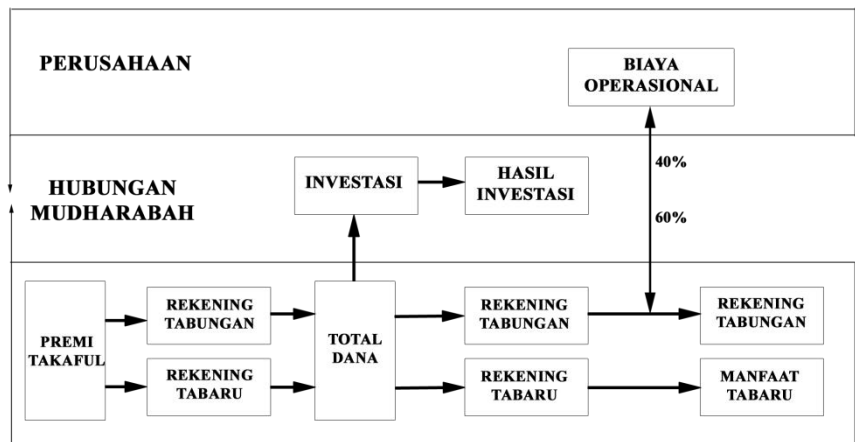 PERUSAHAAN
BIAYA
OPERASIONAL
HUBUNGAN
MUDHARABAH
INVESTASI
HASIL
INVESTASI
40%
60%
PREMI
TAKAFUL
REKENING
TABUNGAN
REKENING
TABARU
TOTAL
DANA
REKENING
TABUNGAN
REKENING
TABARU
REKENING
TABUNGAN
MANFAAT
TABARU